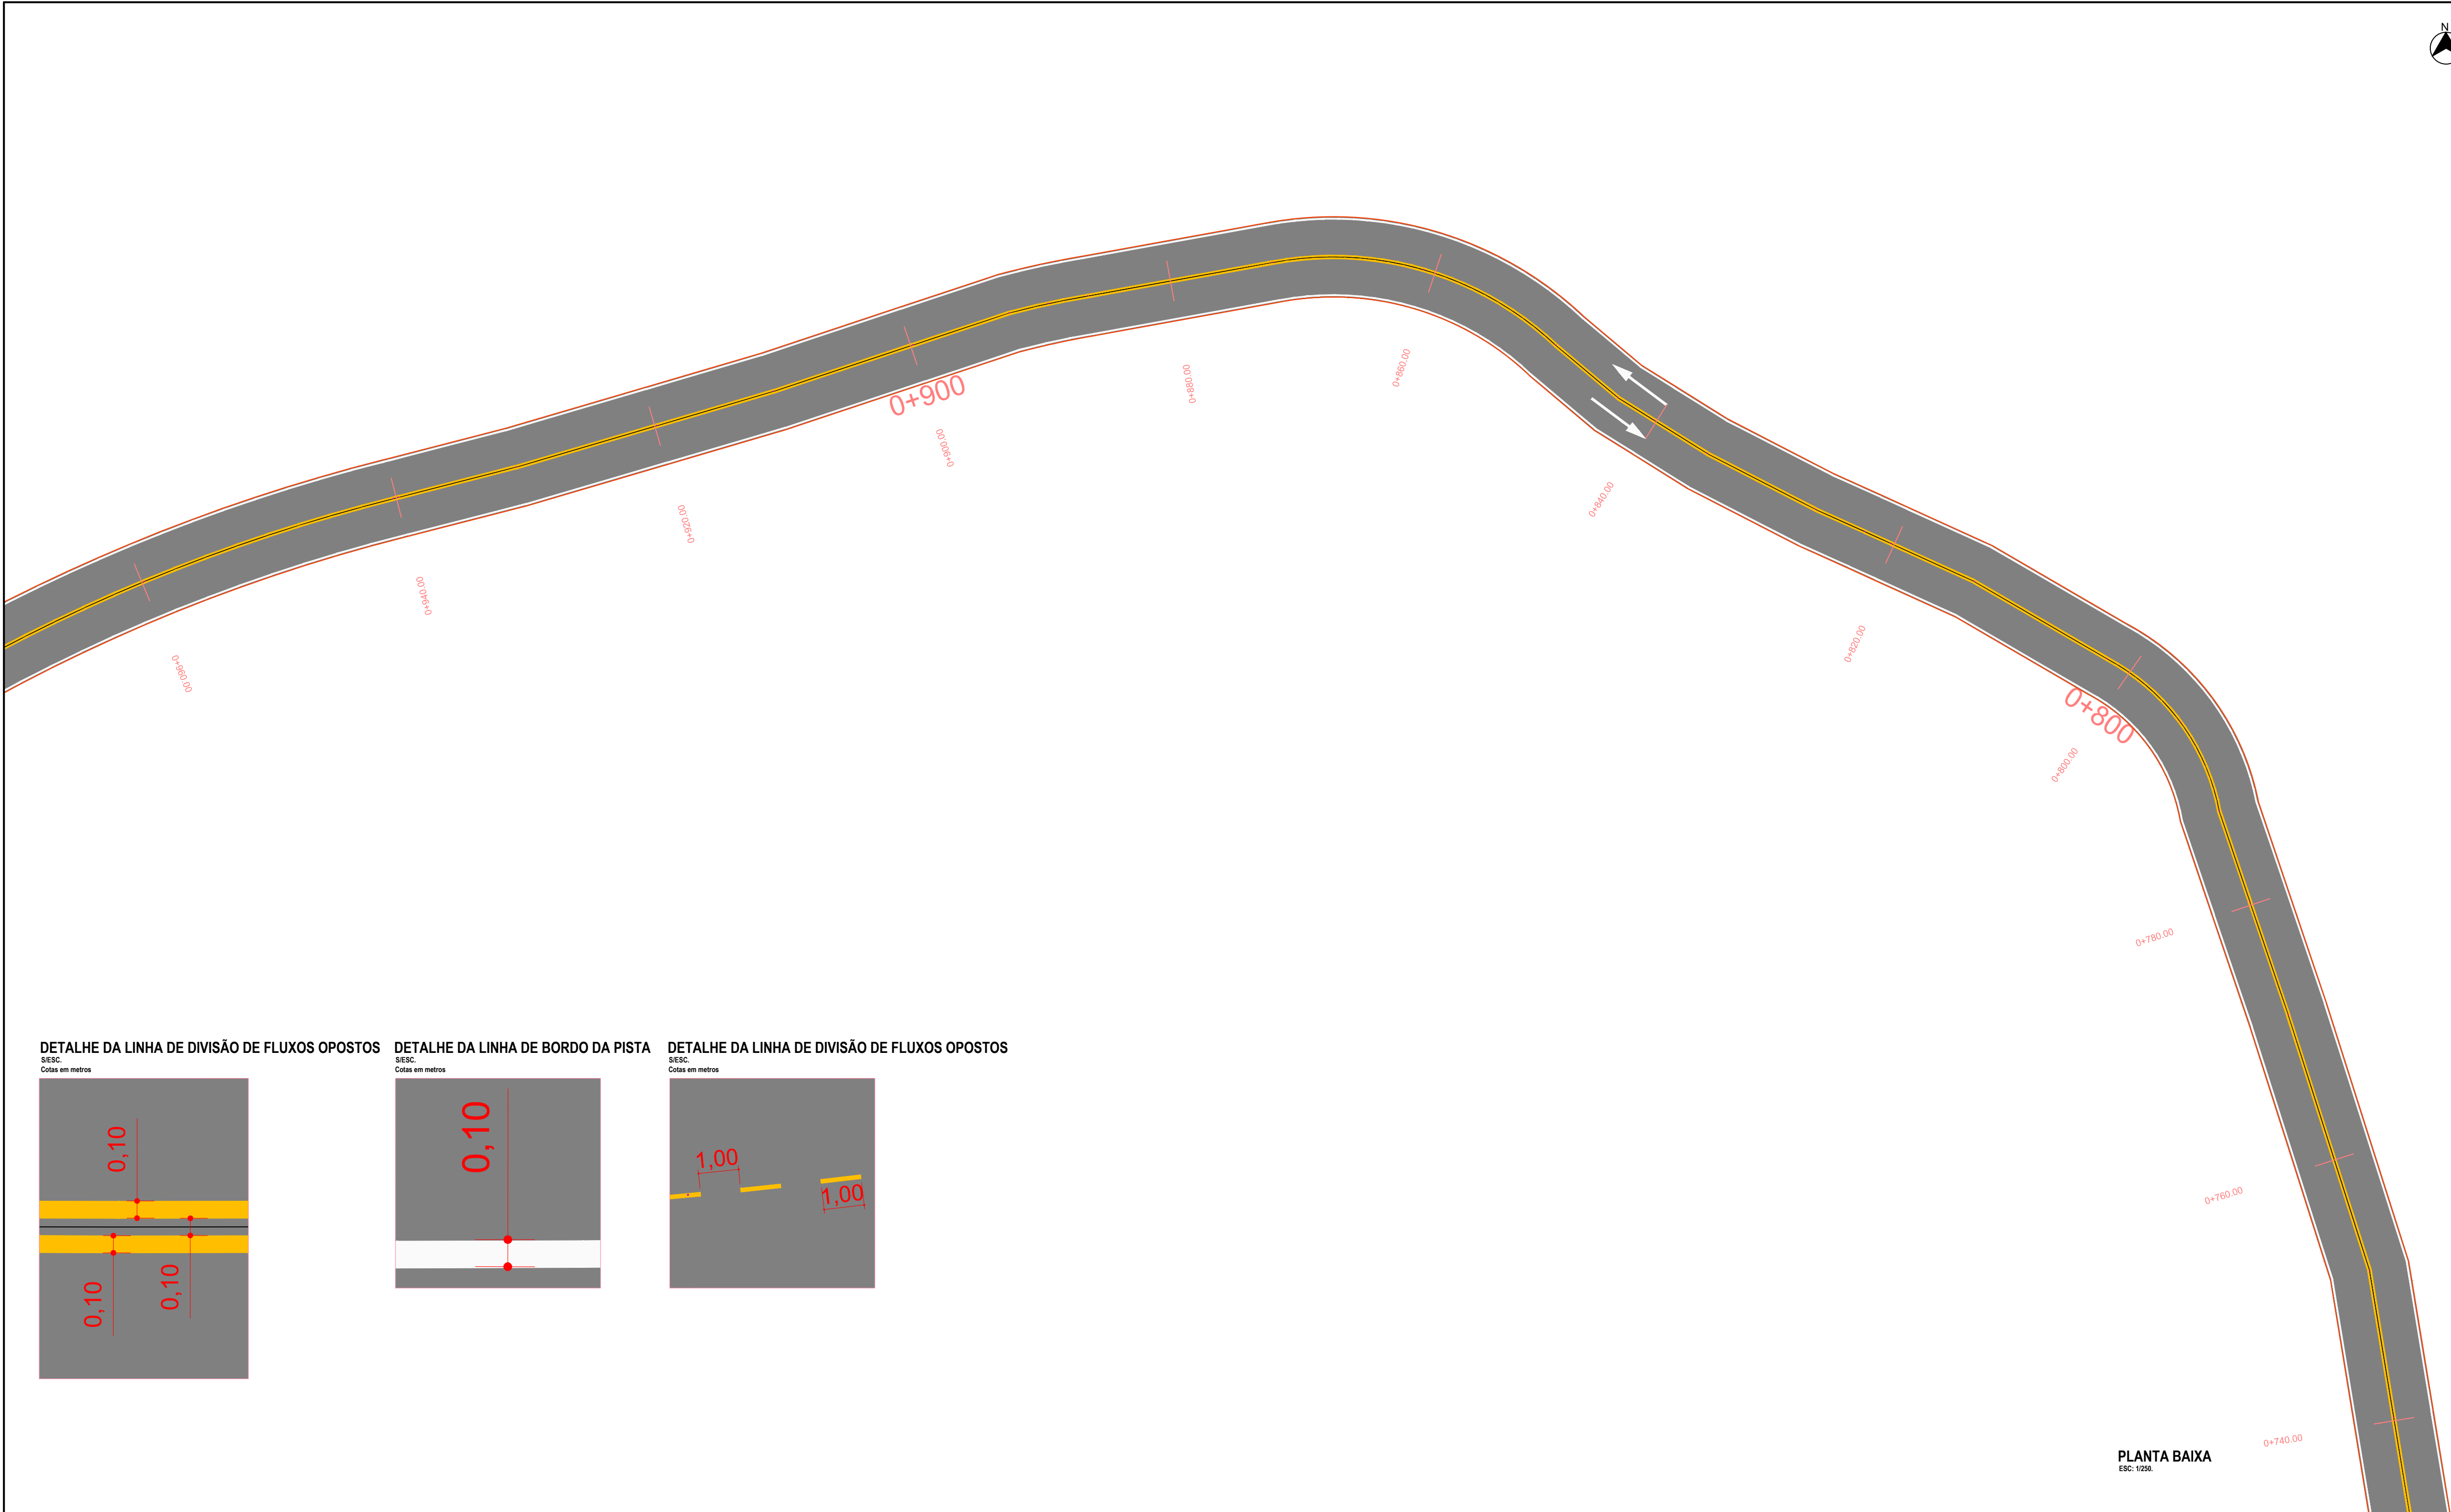 N
0+860.00
0+880.00
0+900
0+900.00
0+840.00
0+920.00
0+940.00
0+820.00
0+960.00
0+800
0+800.00
0+780.00
DETALHE DA LINHA DE DIVISÃO DE FLUXOS OPOSTOS
S/ESC.
Cotas em metros
0,10
0,10
0,10
DETALHE DA LINHA DE BORDO DA PISTA
S/ESC.
Cotas em metros
0,10
DETALHE DA LINHA DE DIVISÃO DE FLUXOS OPOSTOS
S/ESC.
Cotas em metros
1,00
1,00
0+760.00
0+740.00
PLANTA BAIXA
ESC: 1/250.